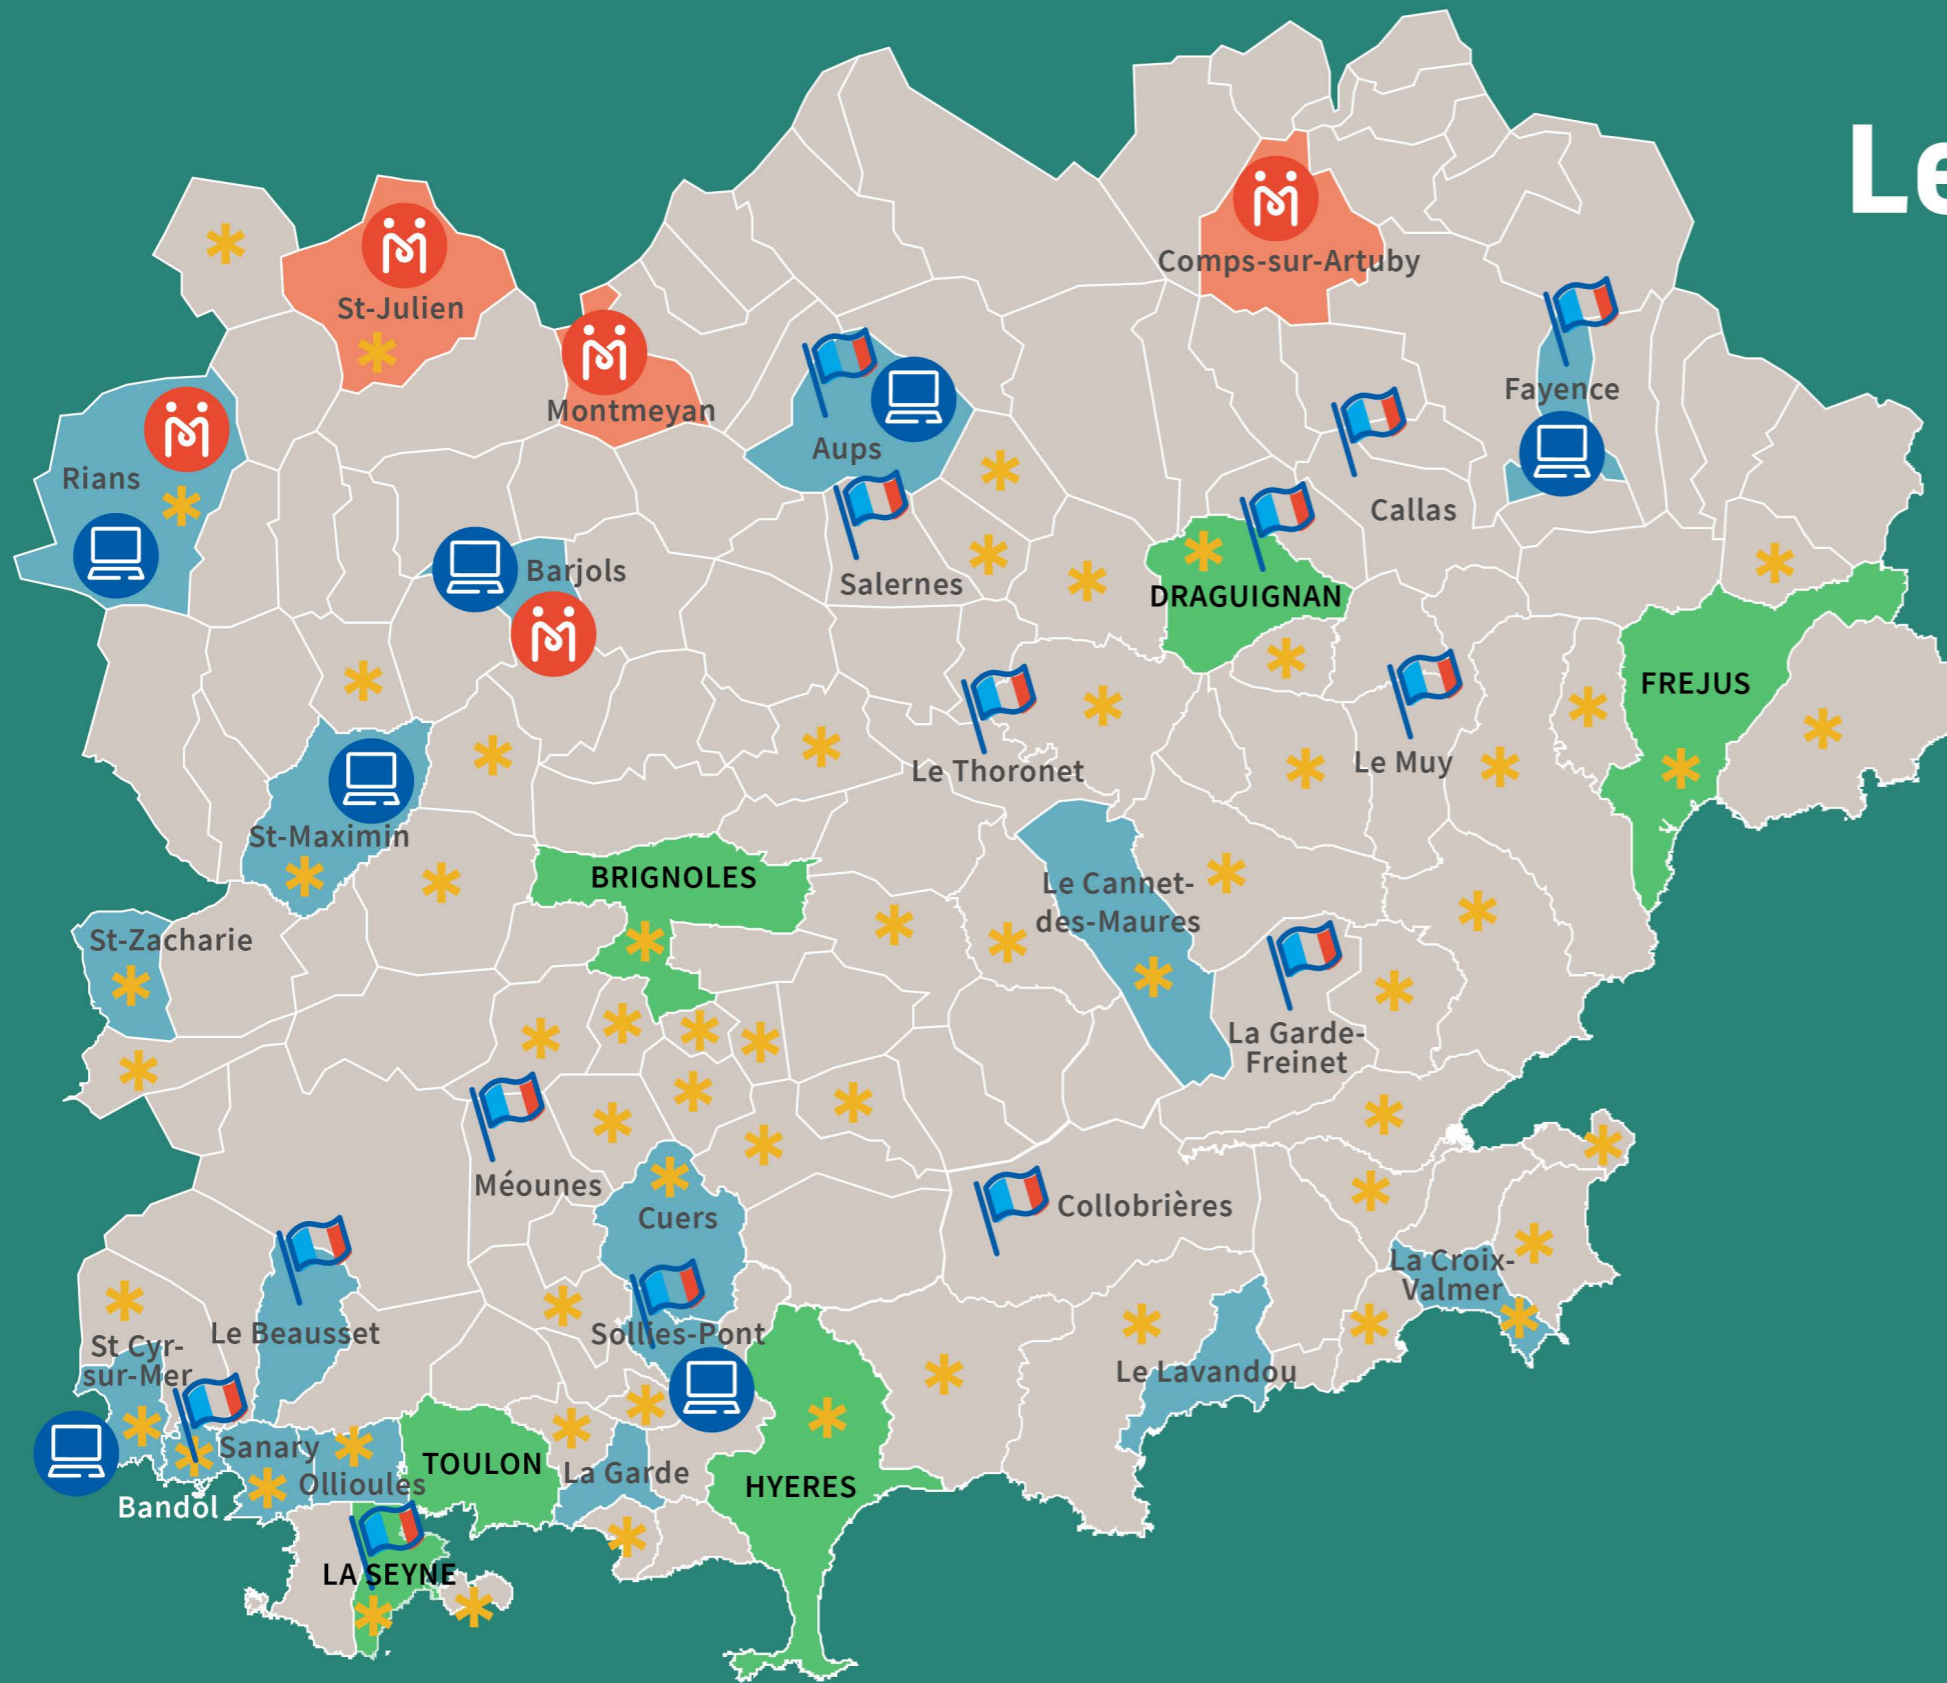 Le
Comps-sur-Artuby
St-Julien
Fayence
Montmeyan
Aups
Rians
Callas
Barjols
Salernes
DRAGUIGNAN
FREJUS
Le Thoronet
Le Muy
St-Maximin
BRIGNOLES
Le Cannet-
des-Maures
St-Zacharie
La Garde-
Freinet
Méounes
Cuers
Collobrières
La Croix-
Valmer
St Cyr-
sur-Mer
Le Beausset
Sollies-Pont
Le Lavandou
Sanary
Ollioules
TOULON
La Garde
HYERES
Bandol
LA SEYNE